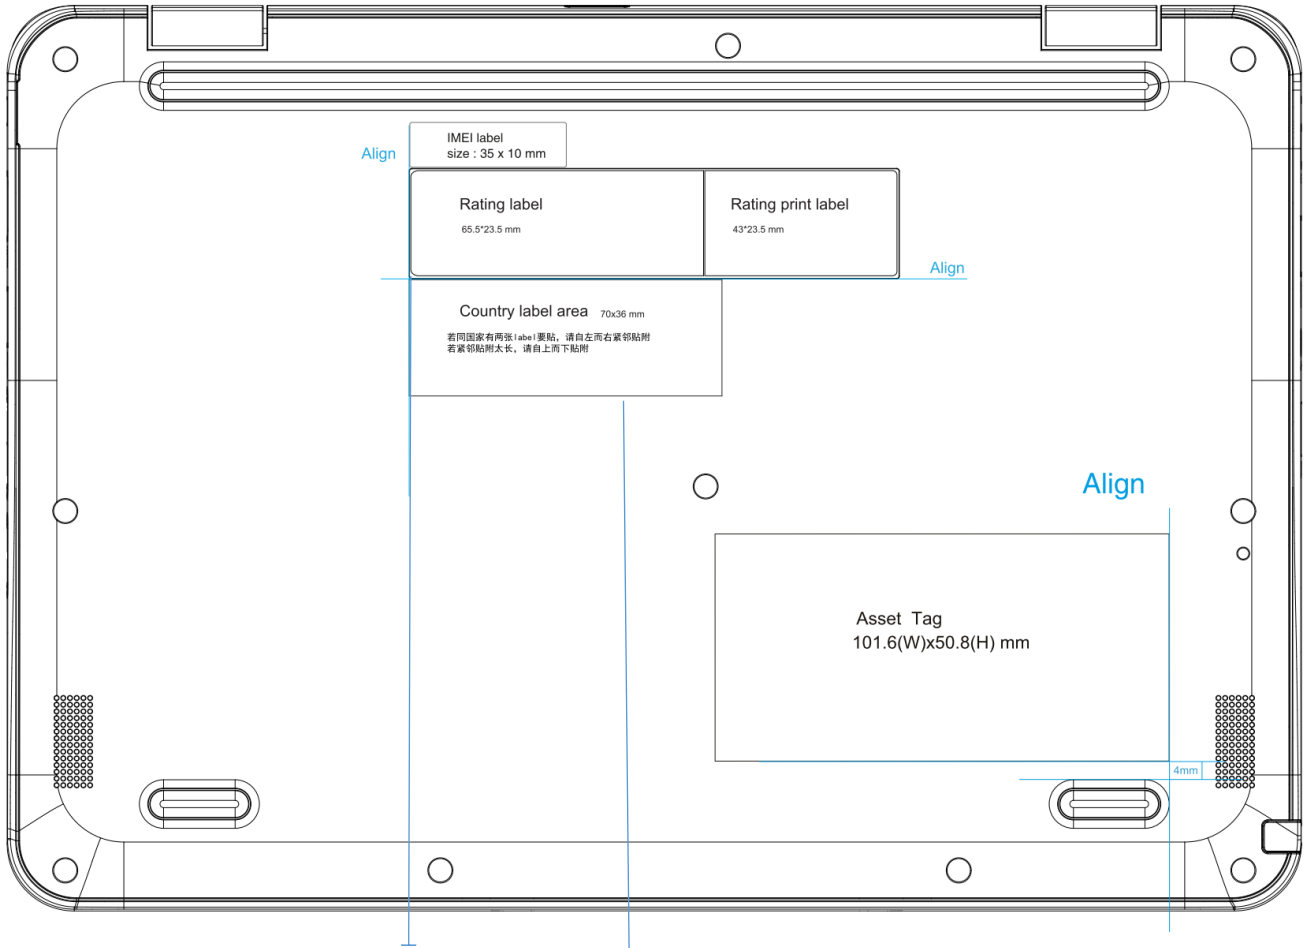 IMEI label
size : 35 x 10 mm
Align
Rating label
65.5*23.5 mm
Rating print label
43*23.5 mm
Align
Country label area 70x36 mm
若同国家有两张label要贴，请自左而右紧邻贴附
若紧邻贴附太长，请自上而下贴附
Align
Asset Tag
101.6(W)x50.8(H) mm
4mm